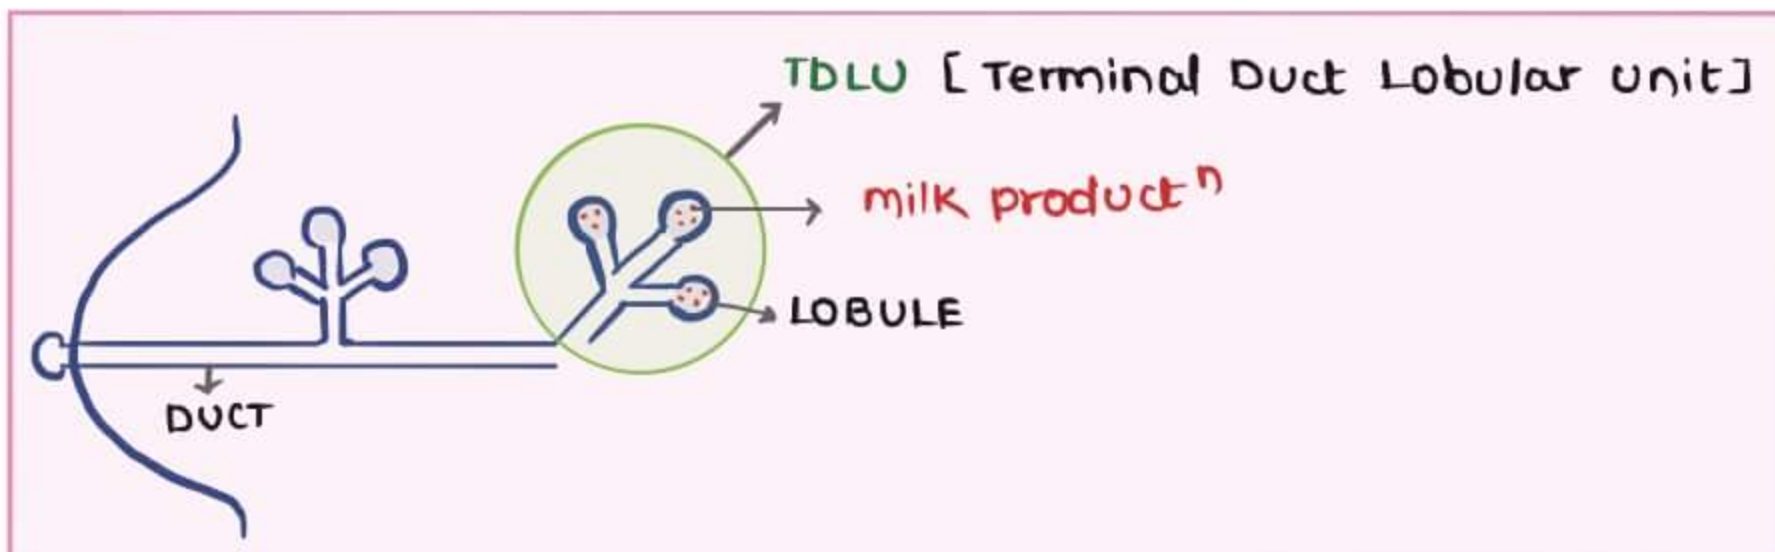 TDLU [Terminal Duct Lobular unit]
milk productⁿ
LOBULE
DUCT